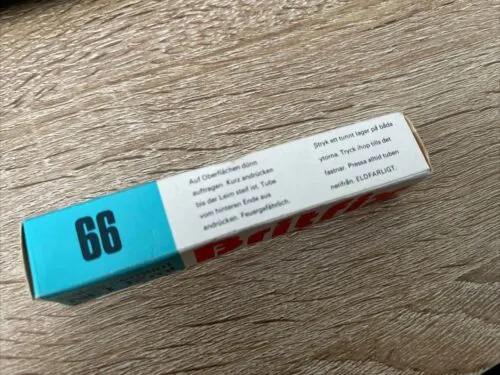 66
Auf Oberflächen dünn
auftragen. Kurz andrücken
bis der Leim steif ist. Tube
vom hinteren Ende aus
andrücken. Feuergefährlich.
Stryk ett tunnt lager på båda
ytorna. Tryck ihop tills det
fastnar. Pressa alltid tuben
nerifrån. ELDFARLIGT.